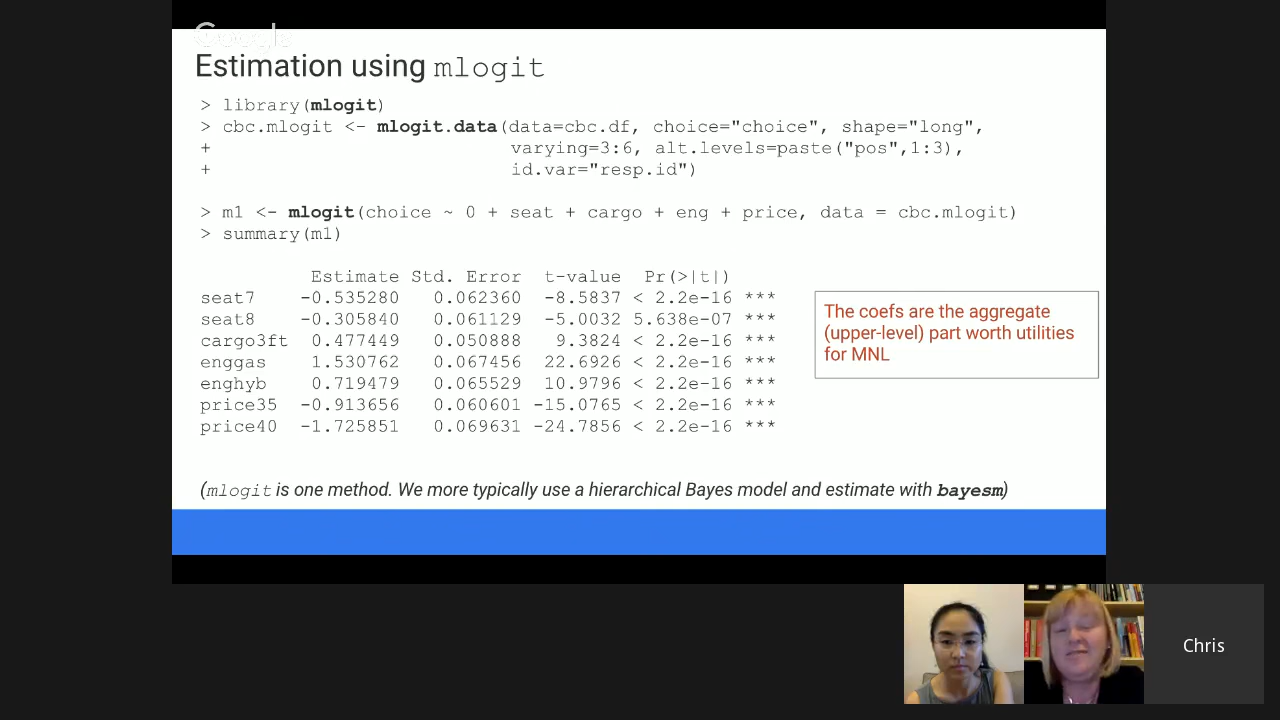 Google
Estimation using mlogit
> library(mlogit)
> cbc.mlogit <- mlogit.data(data=cbc.df, choice="choice", shape="long",
+ varying=3:6, alt.levels=paste("pos",1:3),
+ id.var="resp.id")
> m1 <- mlogit(choice ~ 0 + seat + cargo + eng + price, data = cbc.mlogit)
> summary(m1)
Estimate Std. Error t-value Pr(>|t|)
seat7 -0.535280 0.062360 -8.5837 < 2.2e-16 ***
seat8 -0.305840 0.061129 -5.0032 5.638e-07 ***
cargo3ft 0.477449 0.050888 9.3824 < 2.2e-16 ***
enggas 1.530762 0.067456 22.6926 < 2.2e-16 ***
enghyb 0.719479 0.065529 10.9796 < 2.2e-16 ***
price35 -0.913656 0.060601 -15.0765 < 2.2e-16 ***
price40 -1.725851 0.069631 -24.7856 < 2.2e-16 ***
The coefs are the aggregate
(upper-level) part worth utilities
for MNL
(mlogit is one method. We more typically use a hierarchical Bayes model and estimate with bayesm)
Chris